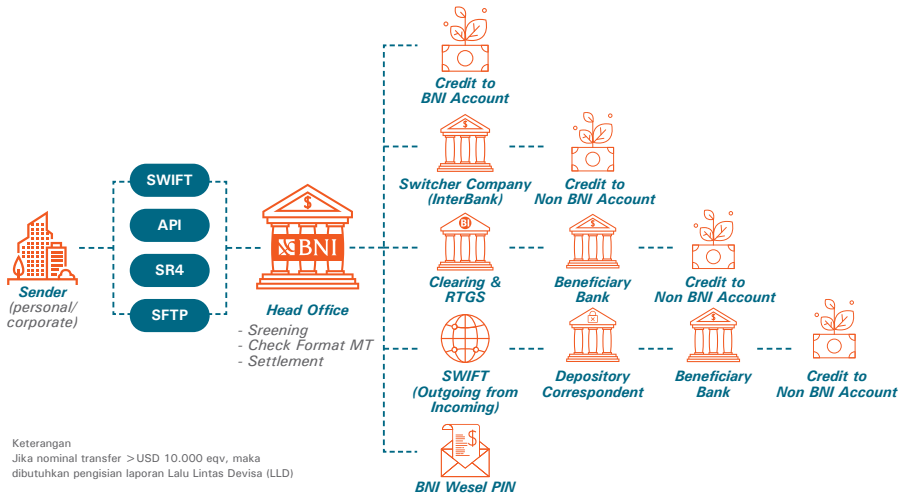 Credit to
BNI Account
Switcher Company
(InterBank)
Credit to
Non BNI Account
SWIFT
API
SR4
SFTP
Sender
(personal/
corporate)
BNI
Head Office
- Sreening
- Check Format MT
- Settlement
BI
Clearing &
RTGS
Beneficiary
Bank
Credit to
Non BNI Account
SWIFT
(Outgoing from
Incoming)
Depository
Correspondent
Beneficiary
Bank
Credit to
Non BNI Account
BNI Wesel PIN
Keterangan
Jika nominal transfer >USD 10.000 eqv, maka
dibutuhkan pengisian laporan Lalu Lintas Devisa (LLD)